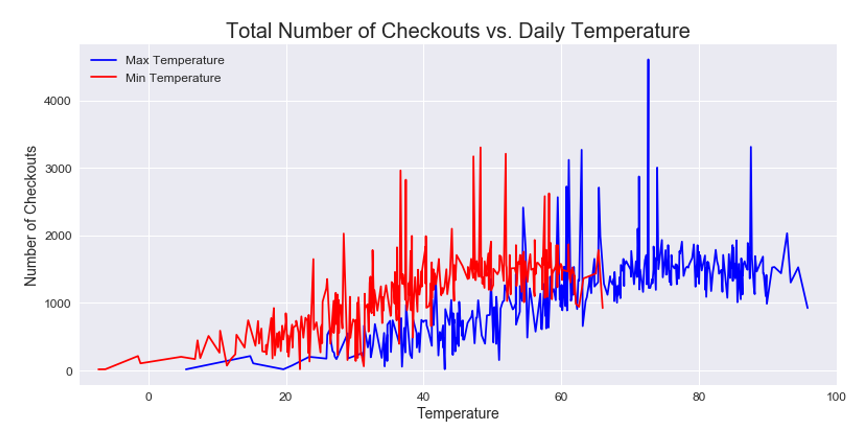 Total Number of Checkouts vs. Daily Temperature
Max Temperature
Min Temperature
Number of Checkouts
4000
3000
2000
1000
0
0 20 40 60 80 100
Temperature